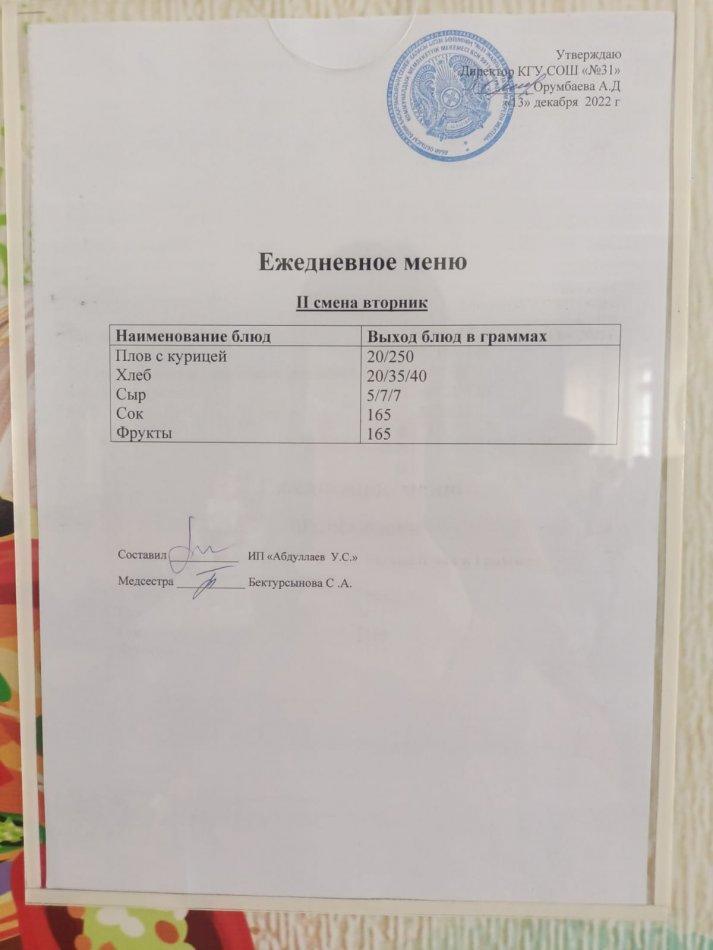 Утверждаю
Директор КГУ СОШ «№31»
Орумбаева А.Д
«13» декабря 2022 г
Ежедневное меню
II смена вторник
Наименование блюд Выход блюд в граммах
Плов с курицей 20/250
Хлеб 20/35/40
Сыр 5/7/7
Сок 165
Фрукты 165
Составил ИП «Абдуллаев У.С.»
Медсестра Бектурсынова С .А.